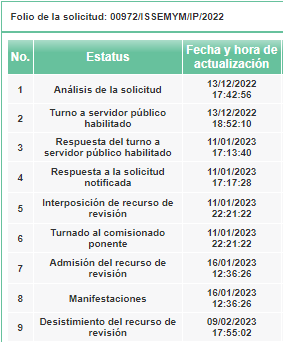 Folio de la solicitud: 00972/ISSEMYM/IP/2022
No. Estatus Fecha y hora de
actualización
1 Análisis de la solicitud 13/12/2022
17:42:56
2 Turno a servidor público
habilitado 13/12/2022
18:52:10
3 Respuesta del turno a
servidor público habilitado 11/01/2023
17:13:40
4 Respuesta a la solicitud
notificada 11/01/2023
17:17:28
5 Interposición de recurso de
revisión 11/01/2023
22:21:22
6 Turnado al comisionado
ponente 11/01/2023
22:21:22
7 Admisión del recurso de
revisión 16/01/2023
12:36:26
8 Manifestaciones 16/01/2023
12:36:26
9 Desistimiento del recurso de
revisión 09/02/2023
17:55:02